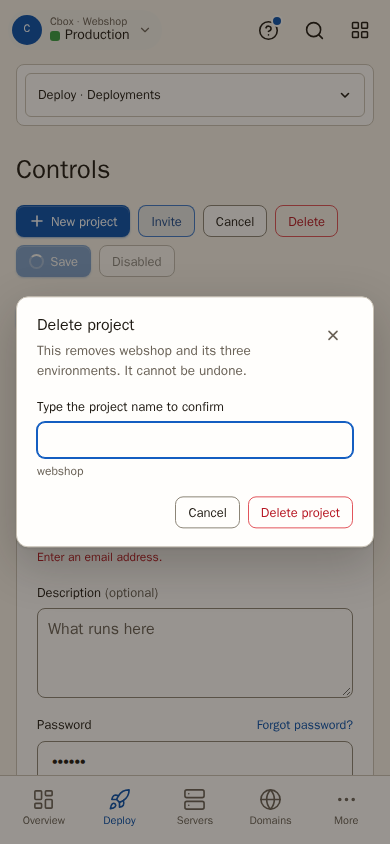 C
Cbox · Webshop
Production
Deploy · Deployments
Controls
New project
Invite
Cancel
Delete
Save
Disabled
Delete project
This removes webshop and its three
environments. It cannot be undone.
Type the project name to confirm
webshop
Cancel
Delete project
Enter an email address.
Description (optional)
What runs here
Password
Forgot password?
••••••
Overview
Deploy
Servers
Domains
More